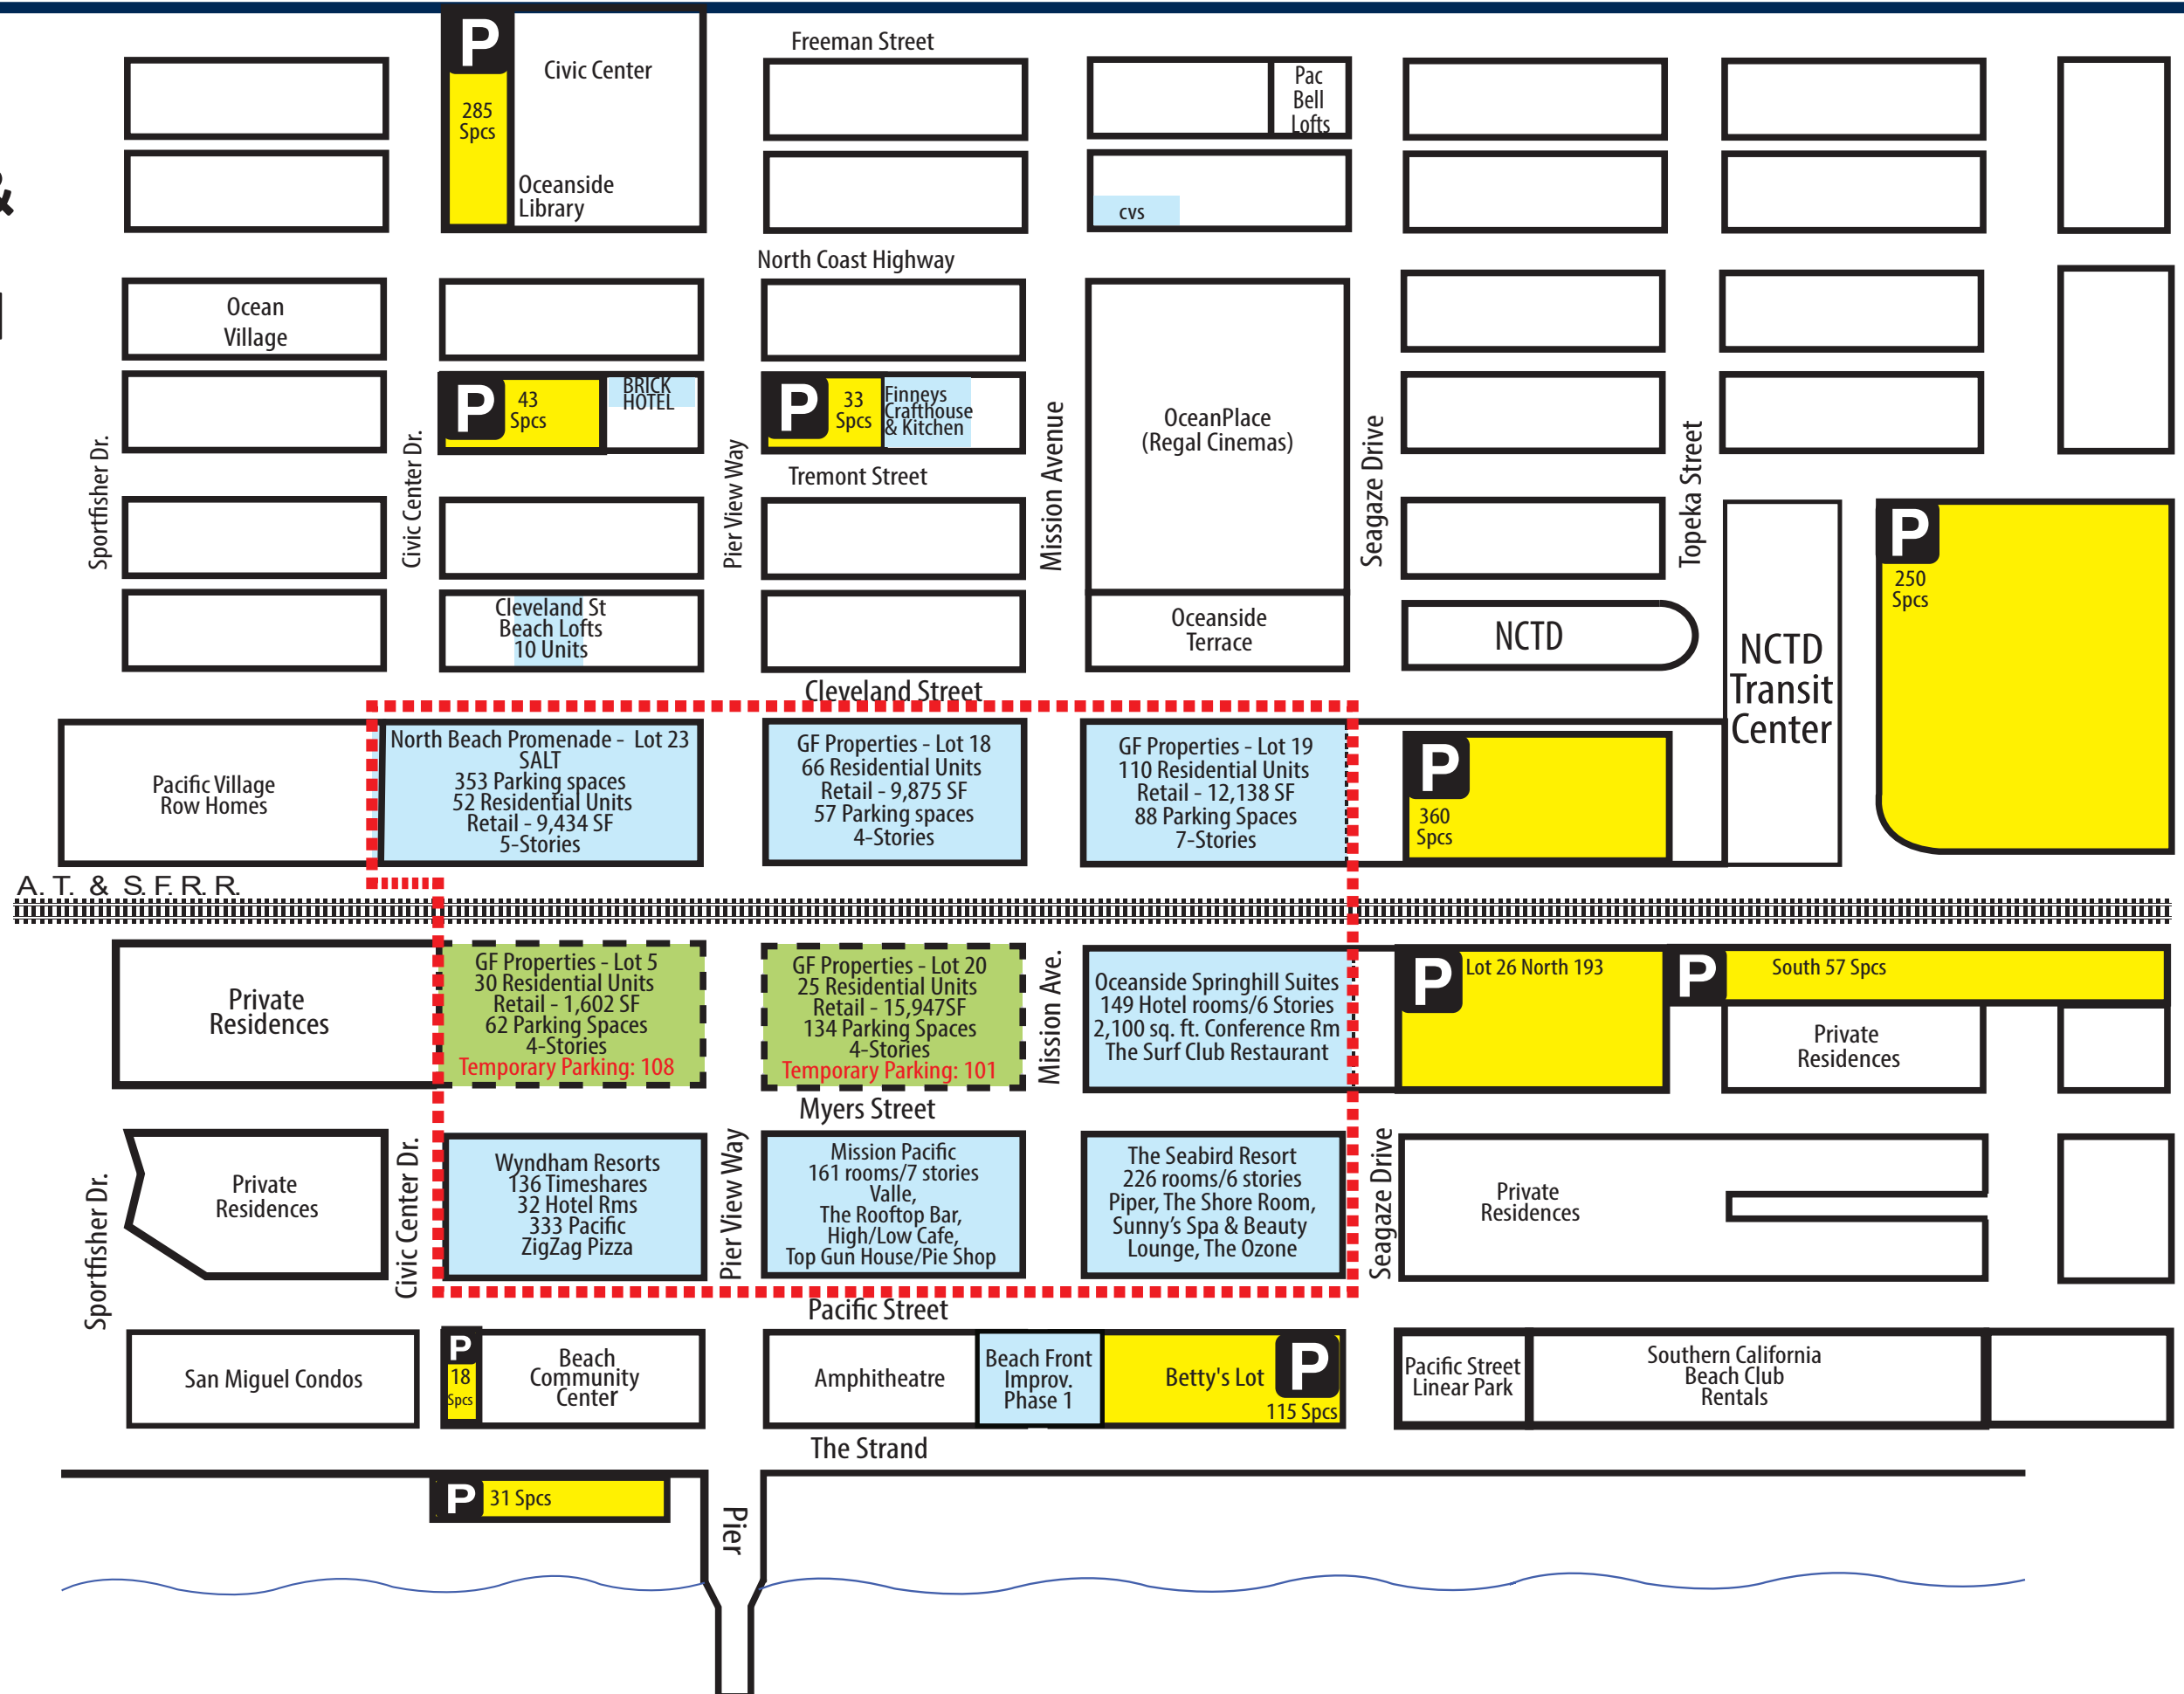 &
P
285
Spcs
Civic Center
Oceanside
Library
Freeman Street
Pac
Bell
Lofts
cvs
North Coast Highway
Ocean
Village
P
43
Spcs
BRICK
HOTEL
P
33
Spcs
Finneys
Crafthouse
& Kitchen
OceanPlace
(Regal Cinemas)
Tremont Street
Sportfisher Dr.
Civic Center Dr.
Pier View Way
Mission Avenue
Seagaze Drive
Topeka Street
P
250
Spcs
Cleveland St
Beach Lofts
10 Units
Oceanside
Terrace
NCTD
NCTD
Transit
Center
Cleveland Street
Pacific Village
Row Homes
North Beach Promenade - Lot 23
SALT
353 Parking spaces
52 Residential Units
Retail - 9,434 SF
5-Stories
GF Properties - Lot 18
66 Residential Units
Retail - 9,875 SF
57 Parking spaces
4-Stories
GF Properties - Lot 19
110 Residential Units
Retail - 12,138 SF
88 Parking Spaces
7-Stories
P
360
Spcs
A. T. & S. F. R. R.
Private
Residences
GF Properties - Lot 5
30 Residential Units
Retail - 1,602 SF
62 Parking Spaces
4-Stories
Temporary Parking: 108
GF Properties - Lot 20
25 Residential Units
Retail - 15,947SF
134 Parking Spaces
4-Stories
Temporary Parking: 101
Mission Ave.
Oceanside Springhill Suites
149 Hotel rooms/6 Stories
2,100 sq. ft. Conference Rm
The Surf Club Restaurant
P
Lot 26 North 193
P
South 57 Spcs
Private
Residences
Myers Street
Sportfisher Dr.
Private
Residences
Civic Center Dr.
Wyndham Resorts
136 Timeshares
32 Hotel Rms
333 Pacific
ZigZag Pizza
Pier View Way
Mission Pacific
161 rooms/7 stories
Valle,
The Rooftop Bar,
High/Low Cafe,
Top Gun House/Pie Shop
The Seabird Resort
226 rooms/6 stories
Piper, The Shore Room,
Sunny's Spa & Beauty
Lounge, The Ozone
Seagaze Drive
Private
Residences
Pacific Street
San Miguel Condos
P
18
Spcs
Beach
Community
Center
Amphitheatre
Beach Front
Improv.
Phase 1
Betty's Lot
P
115 Spcs
Pacific Street
Linear Park
Southern California
Beach Club
Rentals
The Strand
P
31 Spcs
Pier